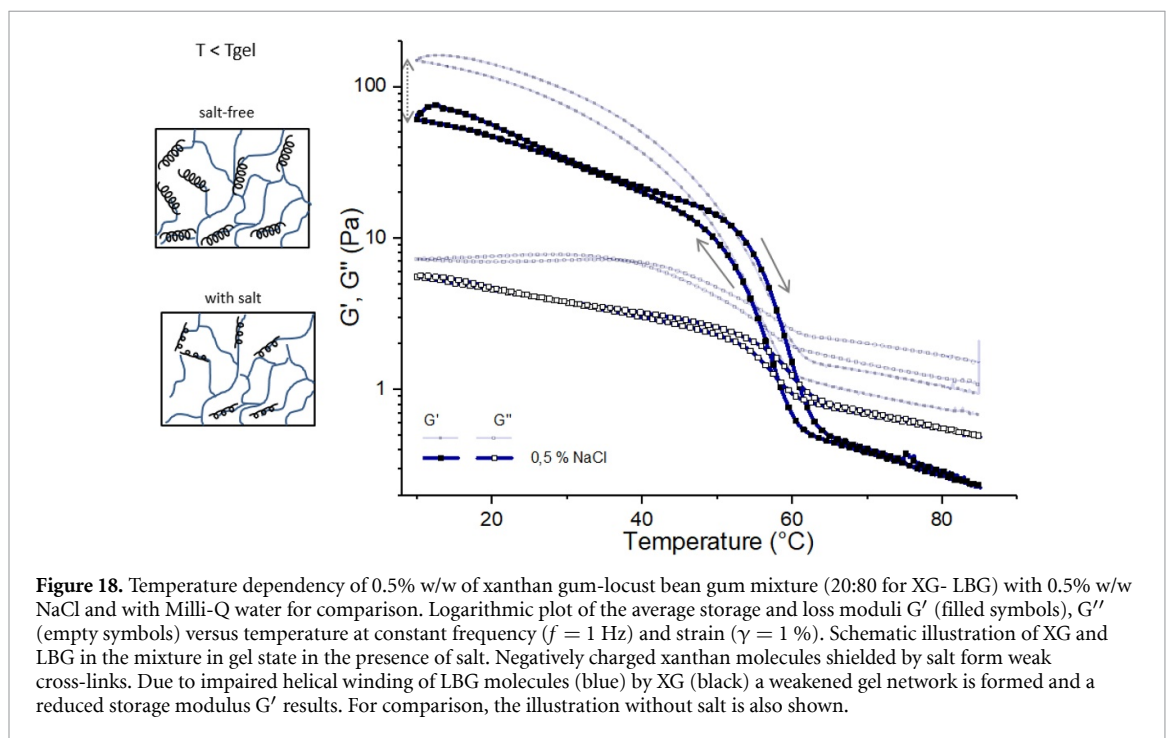 T < Tgel
salt-free
with salt
G', G" (Pa)
100
10
1
G' G"
0,5 % NaCl
20 40 60 80
Temperature (°C)
Figure 18. Temperature dependency of 0.5% w/w of xanthan gum-locust bean gum mixture (20:80 for XG- LBG) with 0.5% w/w
NaCl and with Milli-Q water for comparison. Logarithmic plot of the average storage and loss moduli G′ (filled symbols), G′′
(empty symbols) versus temperature at constant frequency (f = 1 Hz) and strain (γ = 1 %). Schematic illustration of XG and
LBG in the mixture in gel state in the presence of salt. Negatively charged xanthan molecules shielded by salt form weak
cross-links. Due to impaired helical winding of LBG molecules (blue) by XG (black) a weakened gel network is formed and a
reduced storage modulus G′ results. For comparison, the illustration without salt is also shown.